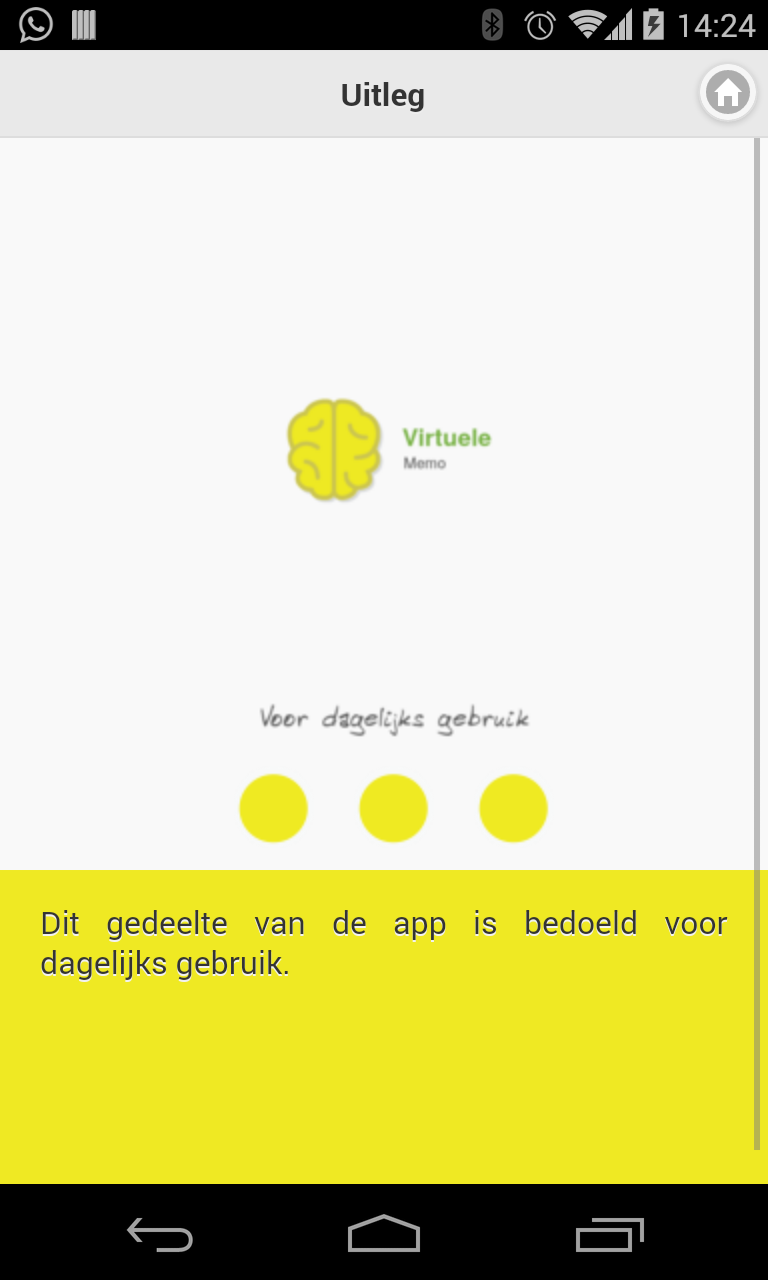 14:24
Uitleg
Virtuele
Memo
Voor dagelijks gebruik
Dit gedeelte van de app is bedoeld voor
dagelijks gebruik.